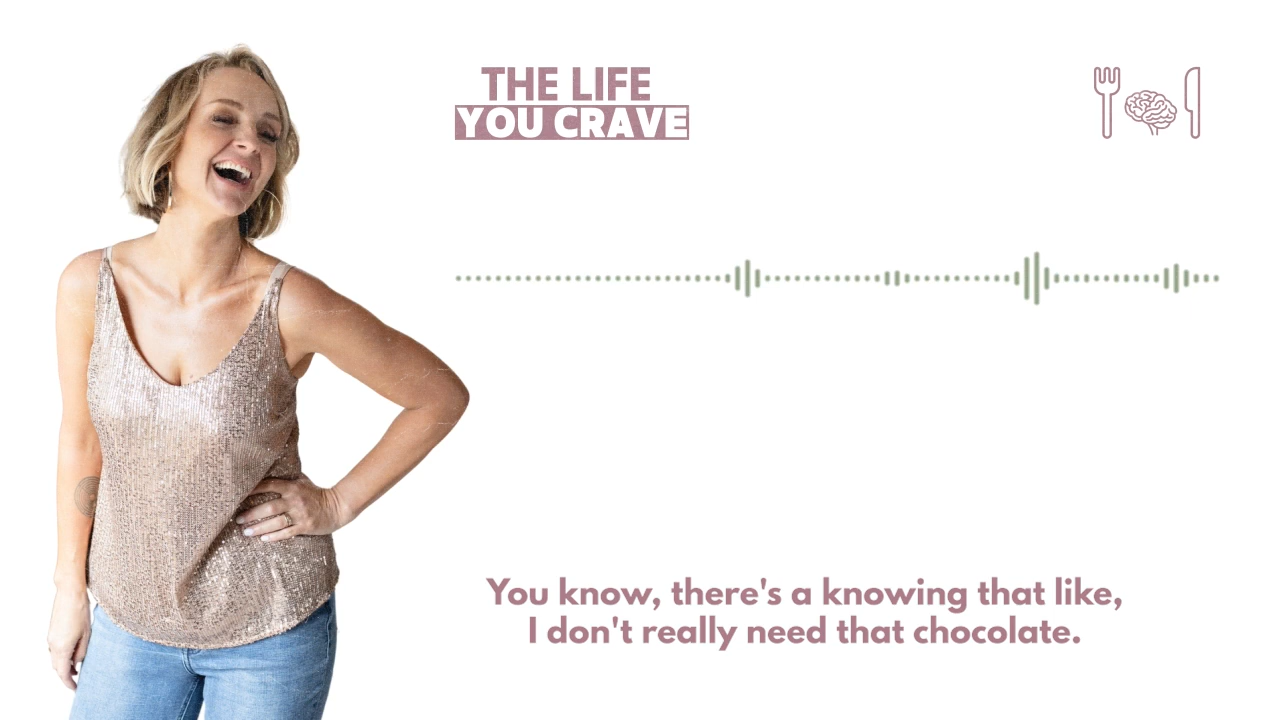 THE LIFE
YOU CRAVE
You know, there's a knowing that like,
I don't really need that chocolate.